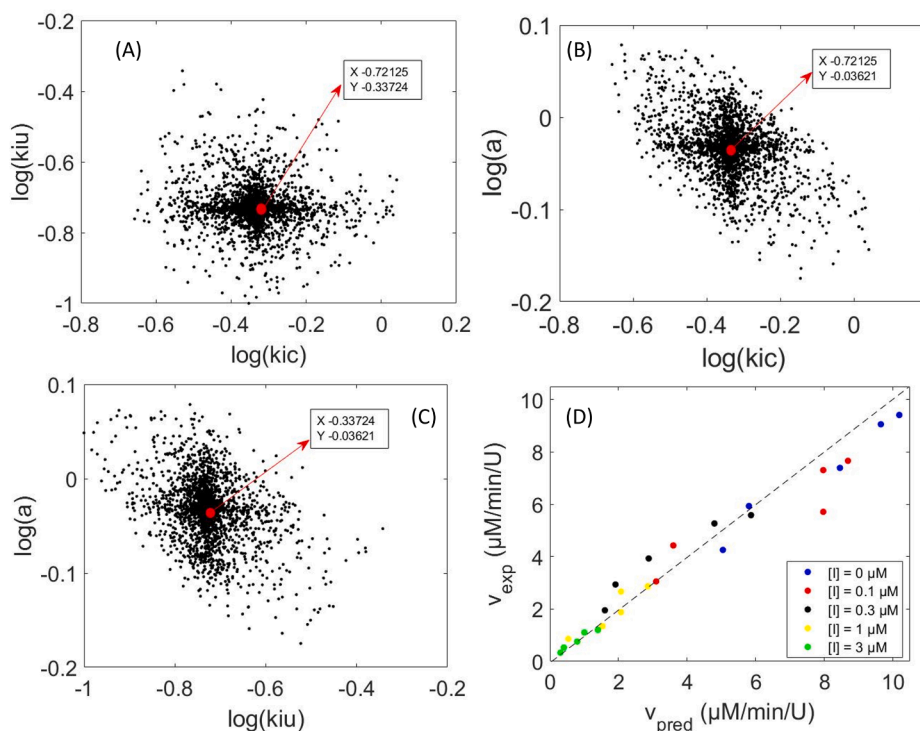 (A)
X -0.72125
Y -0.33724
log(kiu)
-0.2
-0.4
-0.6
-0.8
-1
-0.8 -0.6 -0.4 -0.2 0 0.2
log(kic)
(B)
X -0.72125
Y -0.03621
log(a)
0.1
0
-0.1
-0.2
-0.8 -0.6 -0.4 -0.2 0
log(kic)
(C)
X -0.33724
Y -0.03621
log(a)
0.1
0
-0.1
-0.2
-1 -0.8 -0.6 -0.4 -0.2
log(kiu)
(D)
v_exp (µM/min/U)
10
8
6
4
2
0
0 2 4 6 8 10
v_pred (µM/min/U)
[I] = 0 µM
[I] = 0.1 µM
[I] = 0.3 µM
[I] = 1 µM
[I] = 3 µM